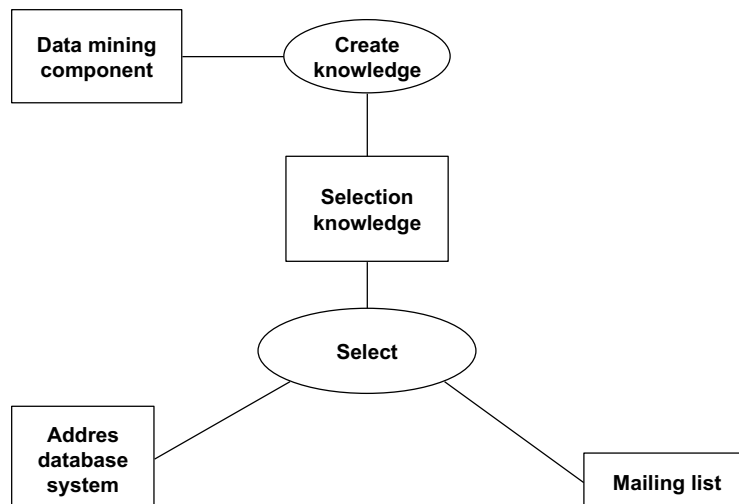 Data mining
component
Create
knowledge
Selection
knowledge
Select
Addres
database
system
Mailing list